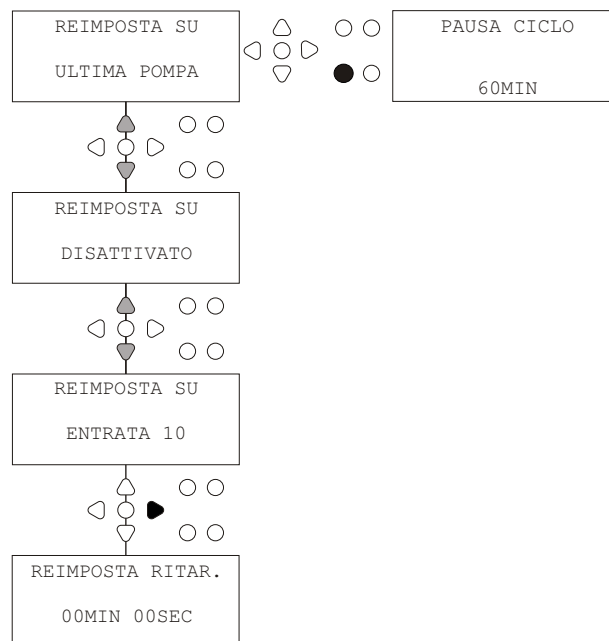 REIMPOSTA SU
ULTIMA POMPA
PAUSA CICLO
60MIN
REIMPOSTA SU
DISATTIVATO
REIMPOSTA SU
ENTRATA 10
REIMPOSTA RITAR.
00MIN 00SEC